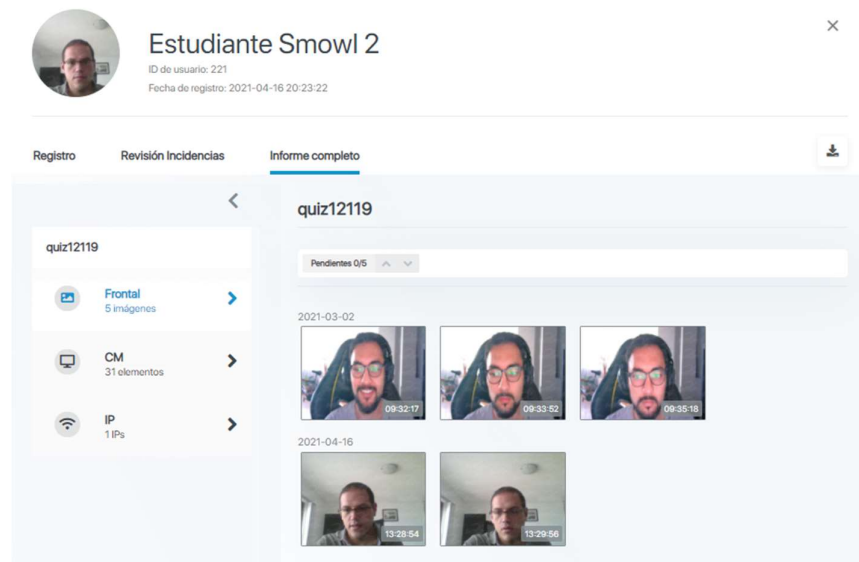 Estudiante Smowl 2
ID de usuario: 221
Fecha de registro: 2021-04-16 20:23:22
Registro Revisión Incidencias Informe completo
quiz12119
quiz12119
Pendientes 0/5
Frontal
5 imágenes
CM
31 elementos
IP
1 IPs
2021-03-02
09:32:17 09:33:52 09:35:18
2021-04-16
13:28:54 13:29:56